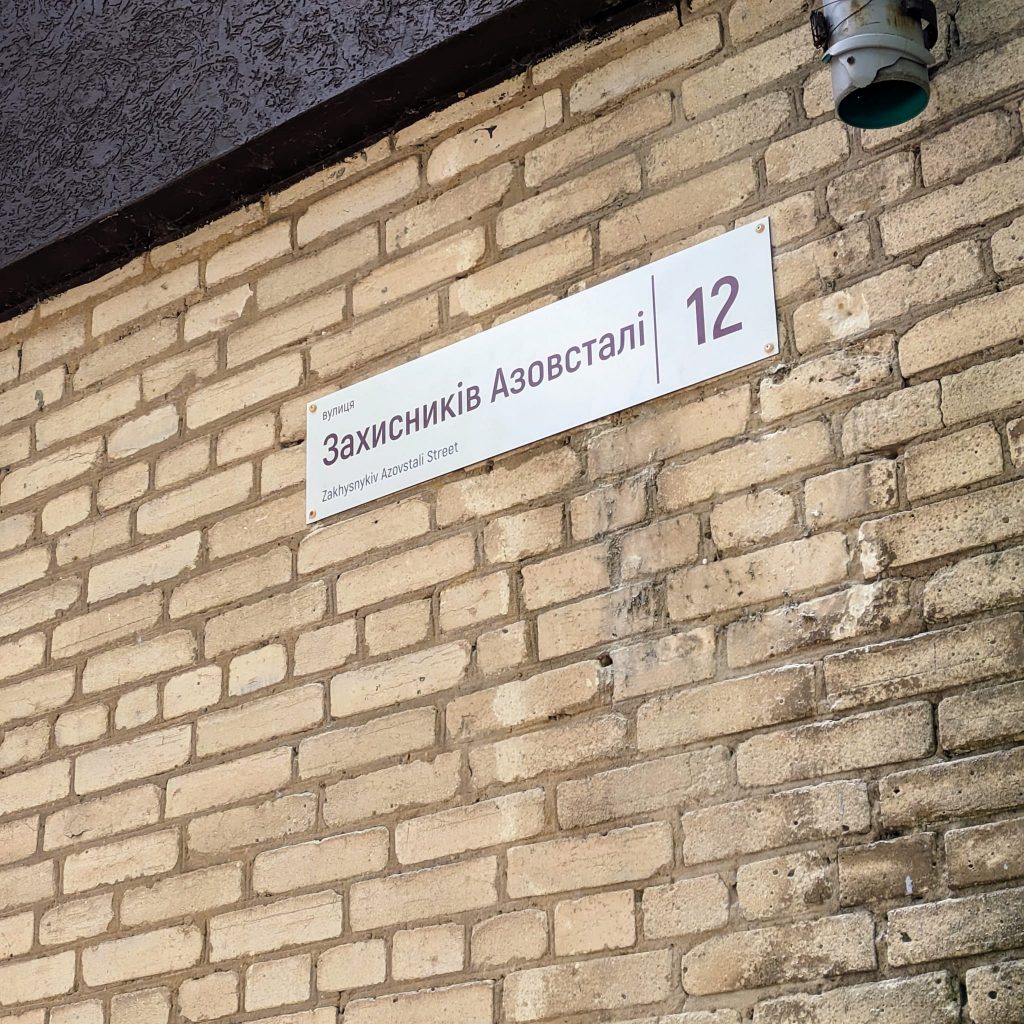 вулиця
Захисників Азовсталі
Zakhysnykiv Azovstali Street
12